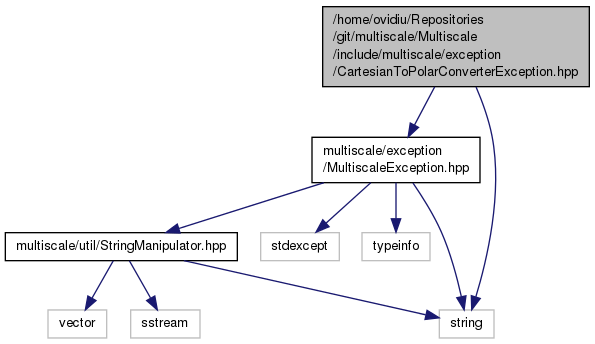 /home/ovidiu/Repositories
/git/multiscale/Multiscale
/include/multiscale/exception
/CartesianToPolarConverterException.hpp
multiscale/exception
/MultiscaleException.hpp
multiscale/util/StringManipulator.hpp
stdexcept
typeinfo
vector
sstream
string